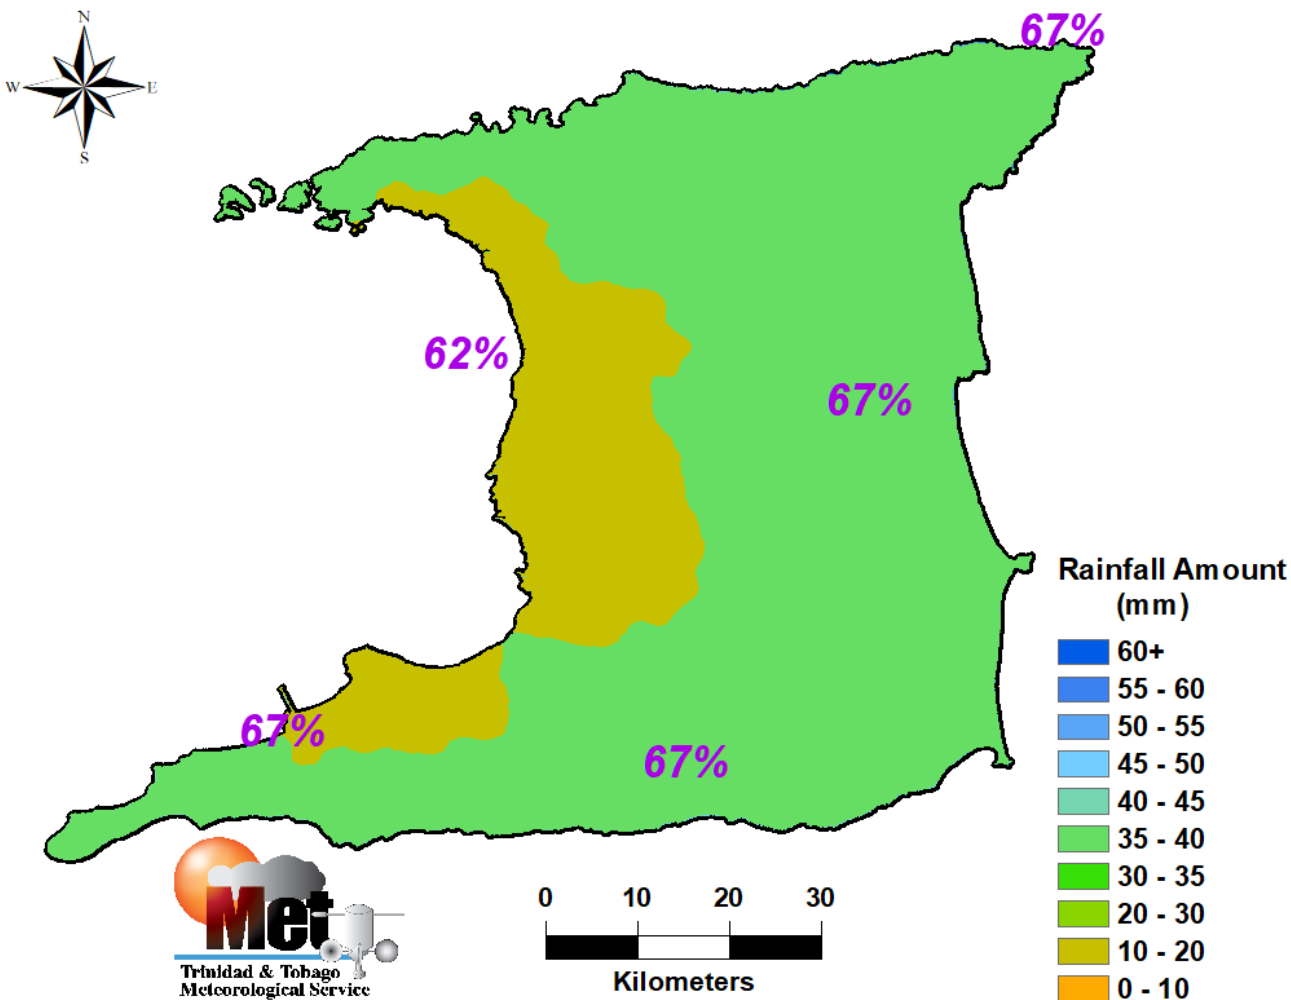 N
67%
W
E
S
62%
67%
Rainfall Amount
(mm)
60+
55 - 60
67%
50 - 55
67%
45 - 50
40 - 45
35 - 40
30 - 35
0 10 20 30
20 - 30
Met
10 - 20
Trinidad & Tobago
Kilometers
Meteorological Service
0 - 10